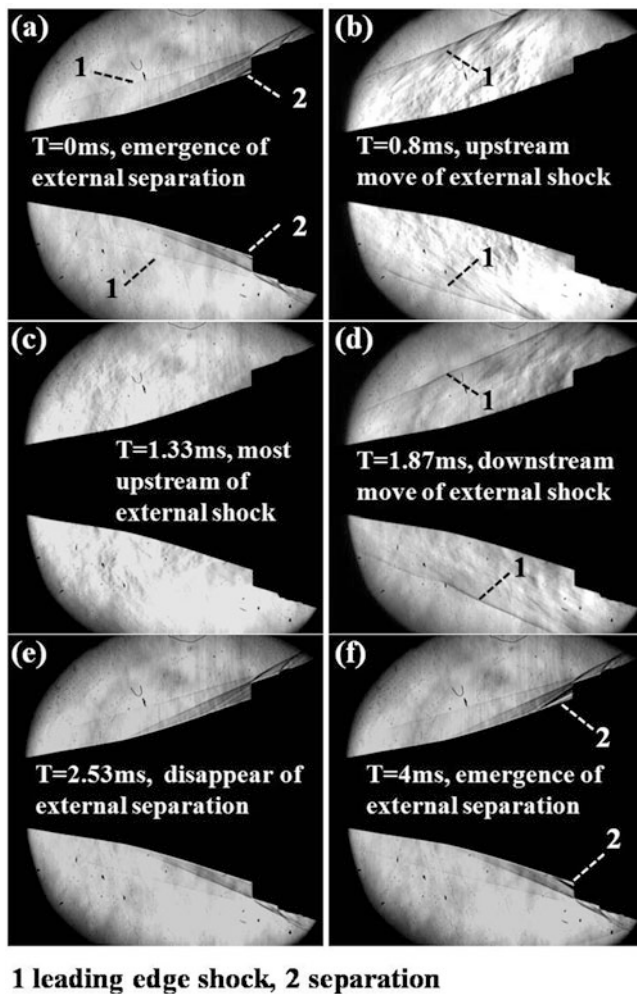 (a)
1
2
T=0ms, emergence of
external separation
2
1
(b)
1
T=0.8ms, upstream
move of external shock
1
(c)
T=1.33ms, most
upstream of
external shock
(d)
1
T=1.87ms, downstream
move of external shock
1
(e)
T=2.53ms, disappear of
external separation
(f)
2
T=4ms, emergence of
external separation
2
1 leading edge shock, 2 separation